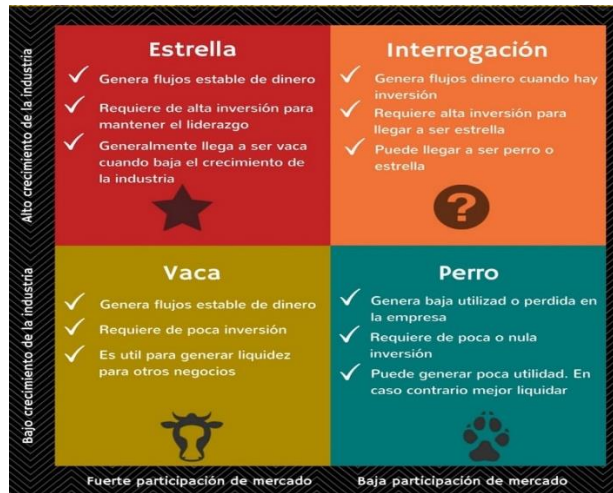 Alto crecimiento de la industria
Estrella
Genera flujos estable de dinero
Requiere de alta inversión para
mantener el liderazgo
Generalmente llega a ser vaca
cuando baja el crecimiento de
la industria
Interrogación
Genera flujos dinero cuando hay
inversión
Requiere alta inversión para
llegar a ser estrella
Puede llegar a ser perro o
estrella
?
Bajo crecimiento de la industria
Vaca
Genera flujos estable de dinero
Requiere de poca inversión
Es util para generar liquidez
para otros negocios
Perro
Genera baja utilizad o perdida en
la empresa
Requiere de poca o nula
inversión
Puede generar poca utilidad. En
caso contrario mejor liquidar
Fuerte participación de mercado
Baja participación de mercado